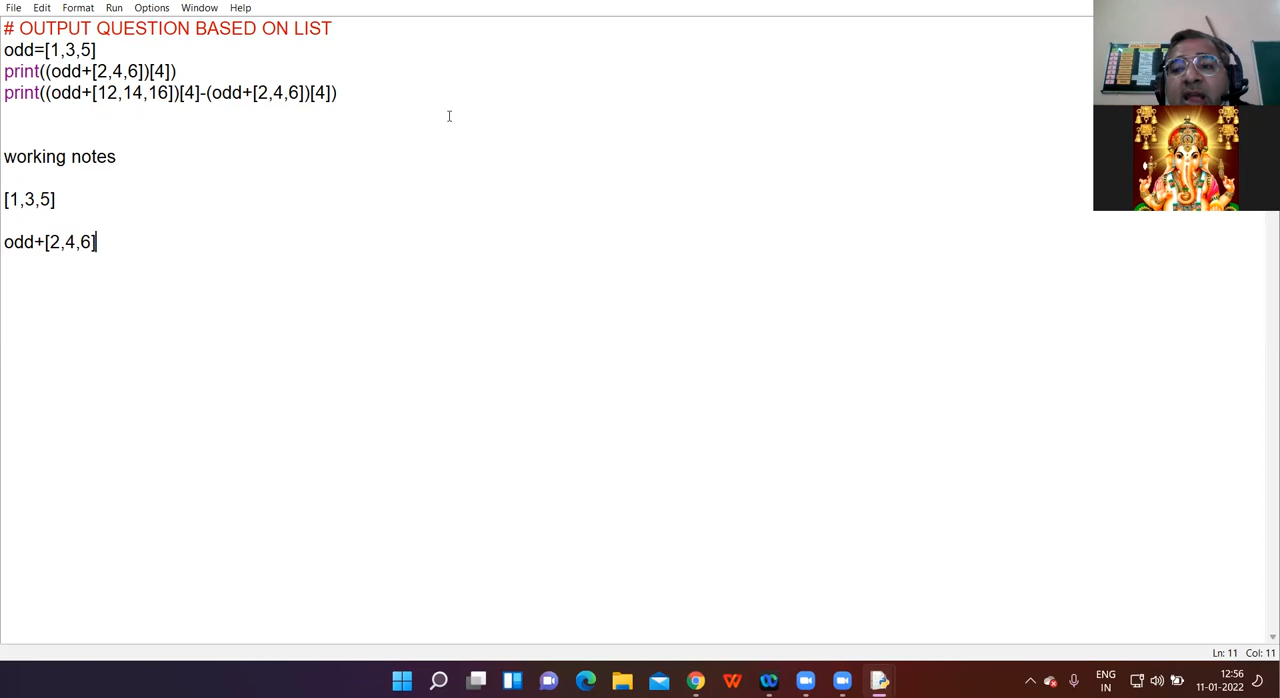 File Edit Format Run Options Window Help
# OUTPUT QUESTION BASED ON LIST
odd=[1,3,5]
print((odd+[2,4,6])[4])
print((odd+[12,14,16])[4]-(odd+[2,4,6])[4])
working notes
[1,3,5]
odd+[2,4,6]
Ln: 11 Col: 11
ENG
IN
12:56
11-01-2022